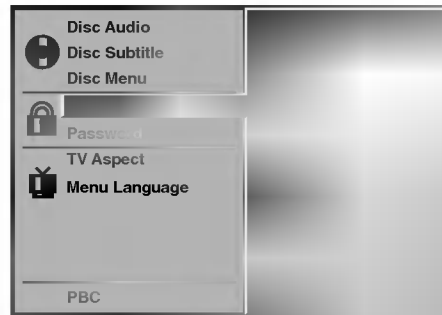 Disc Audio
Disc Subtitle
Disc Menu
Password
TV Aspect
Menu Language
PBC